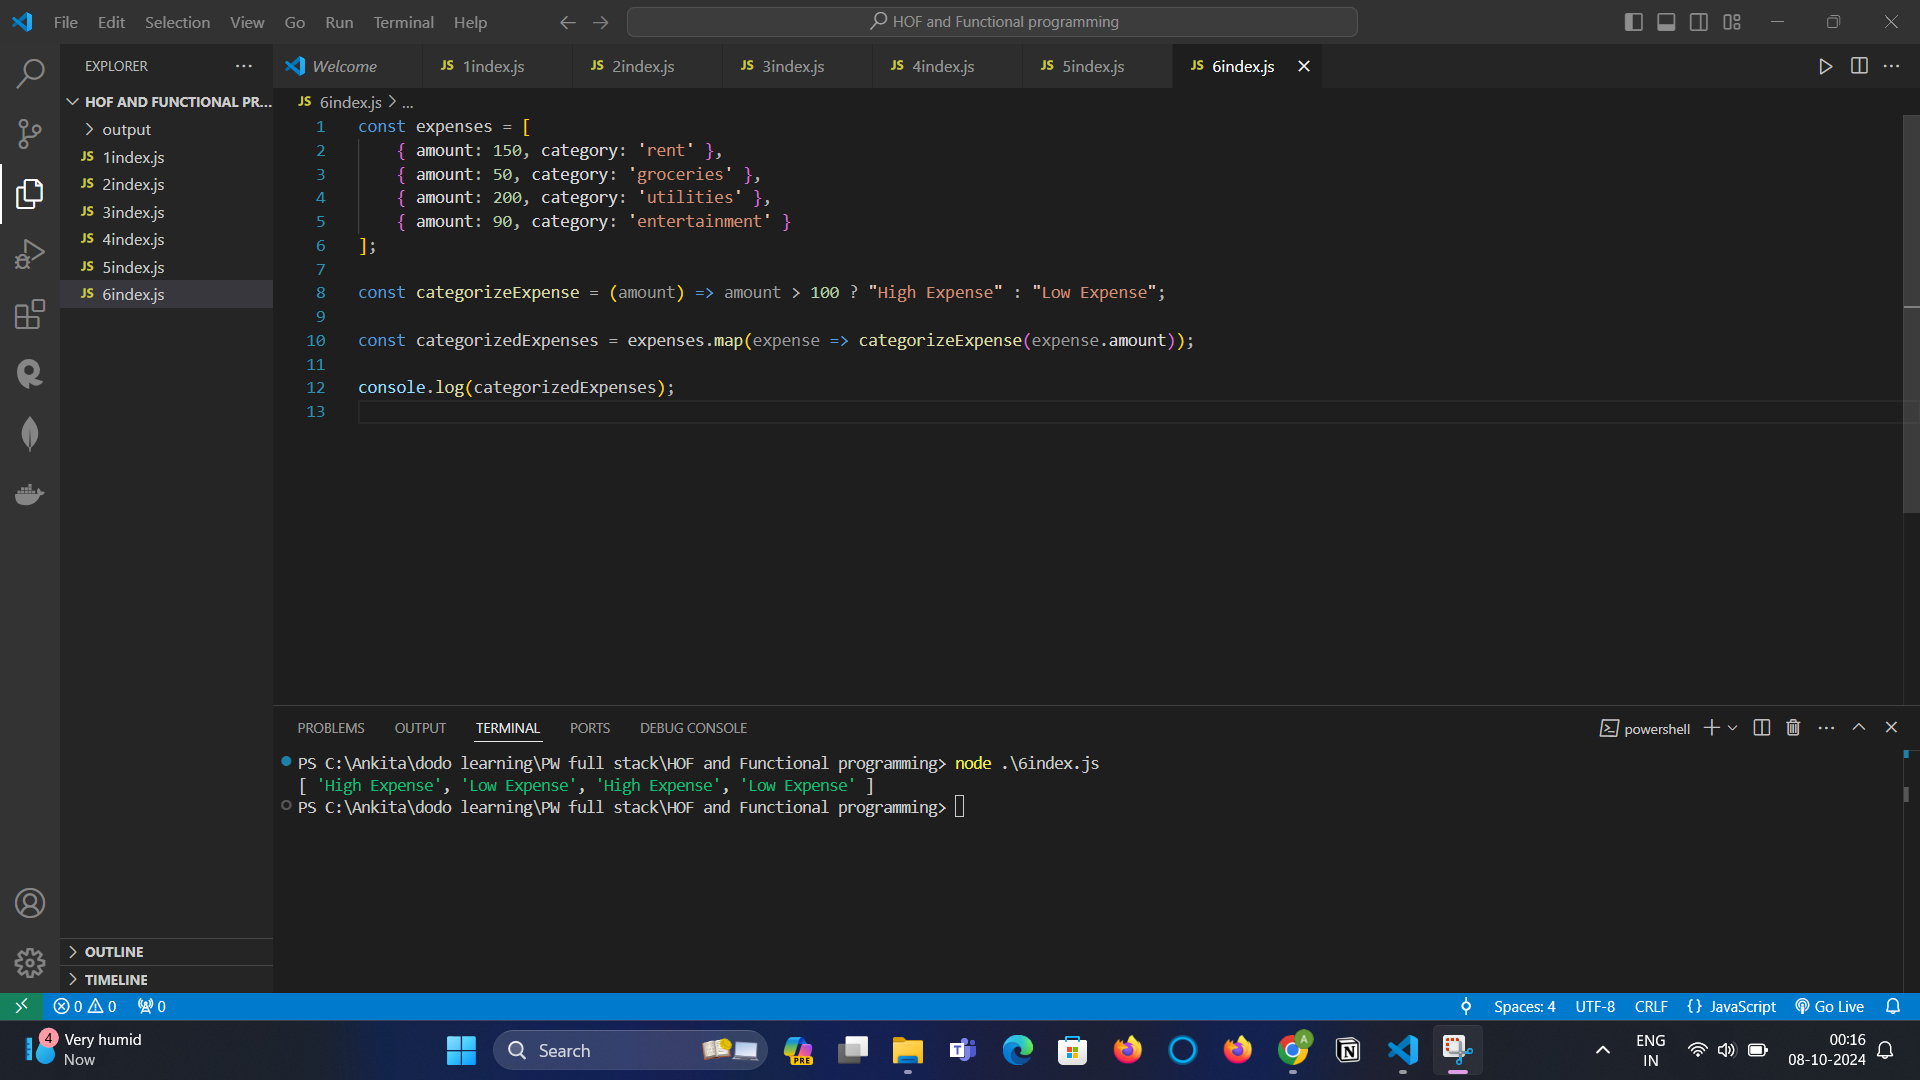 File Edit Selection View Go Run Terminal Help HOF and Functional programming
EXPLORER
HOF AND FUNCTIONAL PR...
output
JS 1index.js
JS 2index.js
JS 3index.js
JS 4index.js
JS 5index.js
JS 6index.js
OUTLINE
TIMELINE
Welcome JS 1index.js JS 2index.js JS 3index.js JS 4index.js JS 5index.js JS 6index.js
JS 6index.js > ...
1 const expenses = [
2     { amount: 150, category: 'rent' },
3     { amount: 50, category: 'groceries' },
4     { amount: 200, category: 'utilities' },
5     { amount: 90, category: 'entertainment' }
6 ];
7
8 const categorizeExpense = (amount) => amount > 100 ? "High Expense" : "Low Expense";
9
10 const categorizedExpenses = expenses.map(expense => categorizeExpense(expense.amount));
11
12 console.log(categorizedExpenses);
13
PROBLEMS OUTPUT TERMINAL PORTS DEBUG CONSOLE powershell
PS C:\Ankita\dodo learning\PW full stack\HOF and Functional programming> node .\6index.js
[ 'High Expense', 'Low Expense', 'High Expense', 'Low Expense' ]
PS C:\Ankita\dodo learning\PW full stack\HOF and Functional programming>
0 0 0 Spaces: 4 UTF-8 CRLF {} JavaScript Go Live
4 Very humid
Now
Search
PRE
A
ENG
IN
00:16
08-10-2024